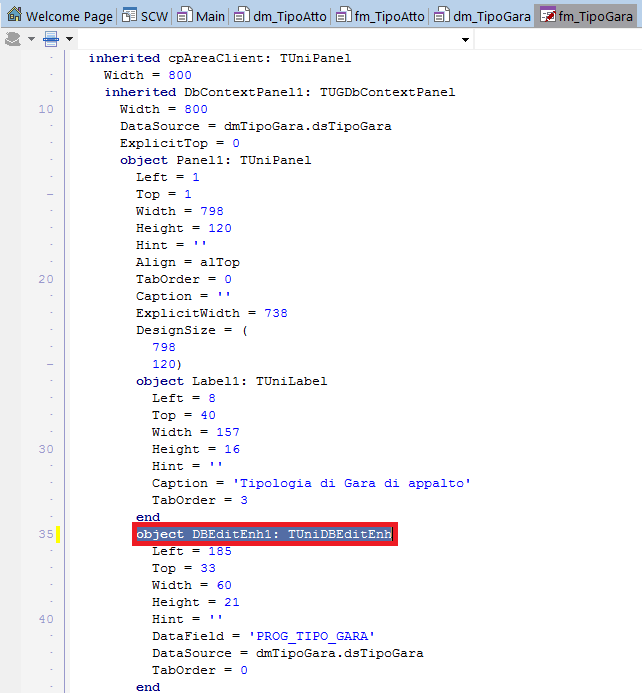 Welcome Page SCW Main dm_TipoAtto fm_TipoAtto dm_TipoGara fm_TipoGara
inherited cpAreaClient: TUniPanel
Width = 800
inherited DbContextPanel1: TUGDbContextPanel
10 Width = 800
DataSource = dmTipoGara.dsTipoGara
ExplicitTop = 0
object Panel1: TUniPanel
Left = 1
Top = 1
Width = 798
Height = 120
Hint = ''
Align = alTop
20 TabOrder = 0
Caption = ''
ExplicitWidth = 738
DesignSize = (
798
120)
object Label1: TUniLabel
Left = 8
Top = 40
Width = 157
30 Height = 16
Hint = ''
Caption = 'Tipologia di Gara di appalto'
TabOrder = 3
end
35 object DBEditEnh1: TUniDBEditEnh
Left = 185
Top = 33
Width = 60
Height = 21
40 Hint = ''
DataField = 'PROG_TIPO_GARA'
DataSource = dmTipoGara.dsTipoGara
TabOrder = 0
end